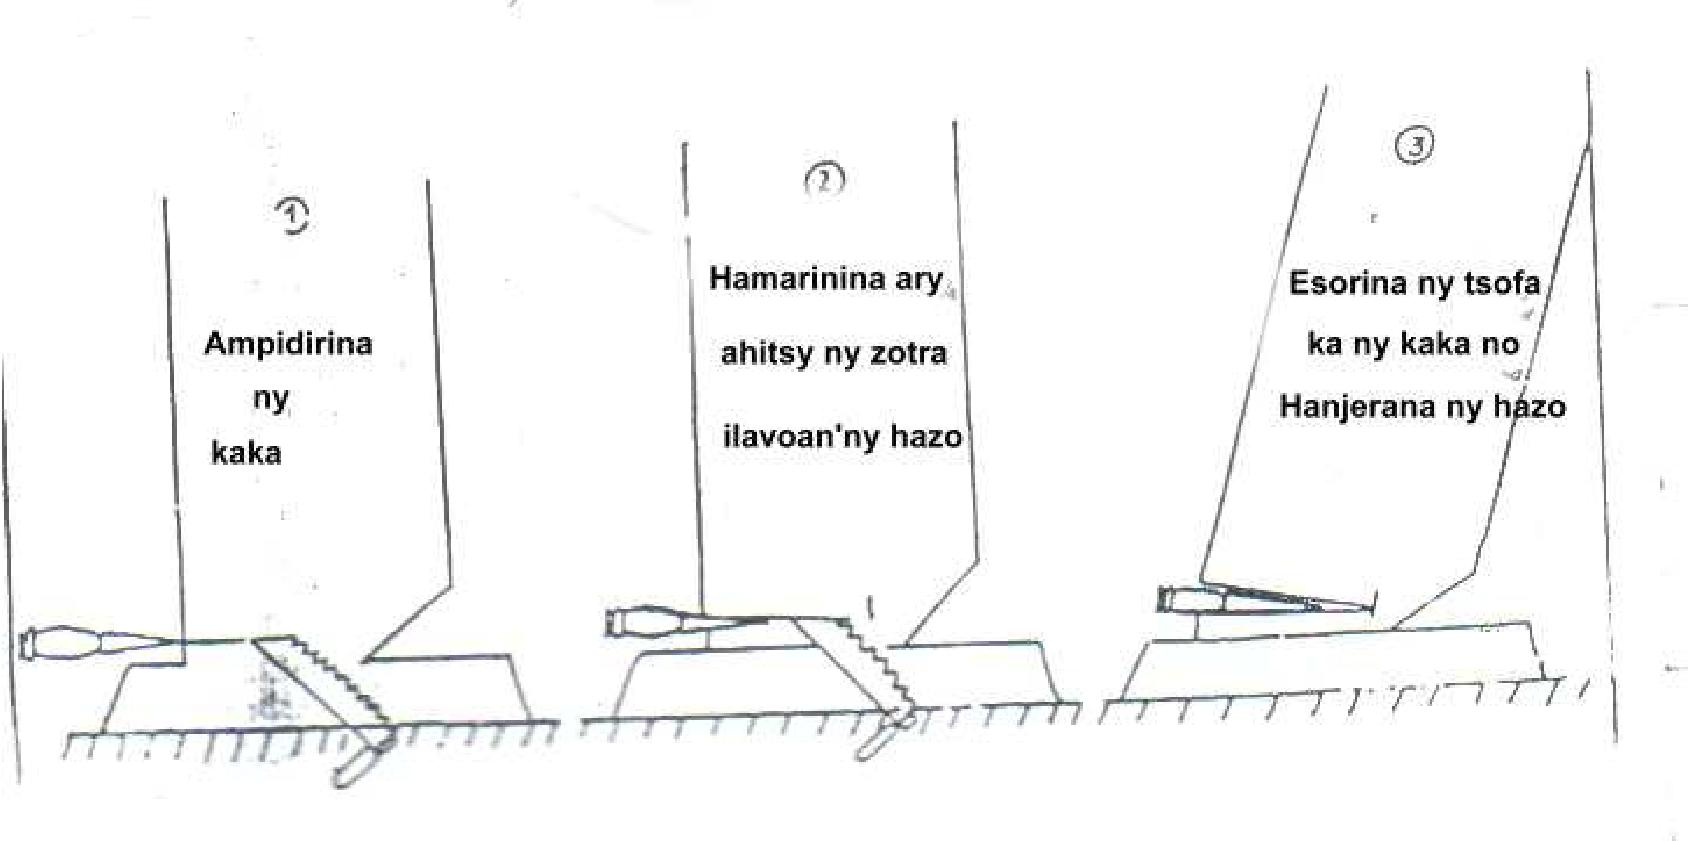 1
Ampidirina
ny
kaka
2
Hamarinina ary
ahitsy ny zotra
ilavoan'ny hazo
3
Esorina ny tsofa
ka ny kaka no
Hanjerana ny hazo